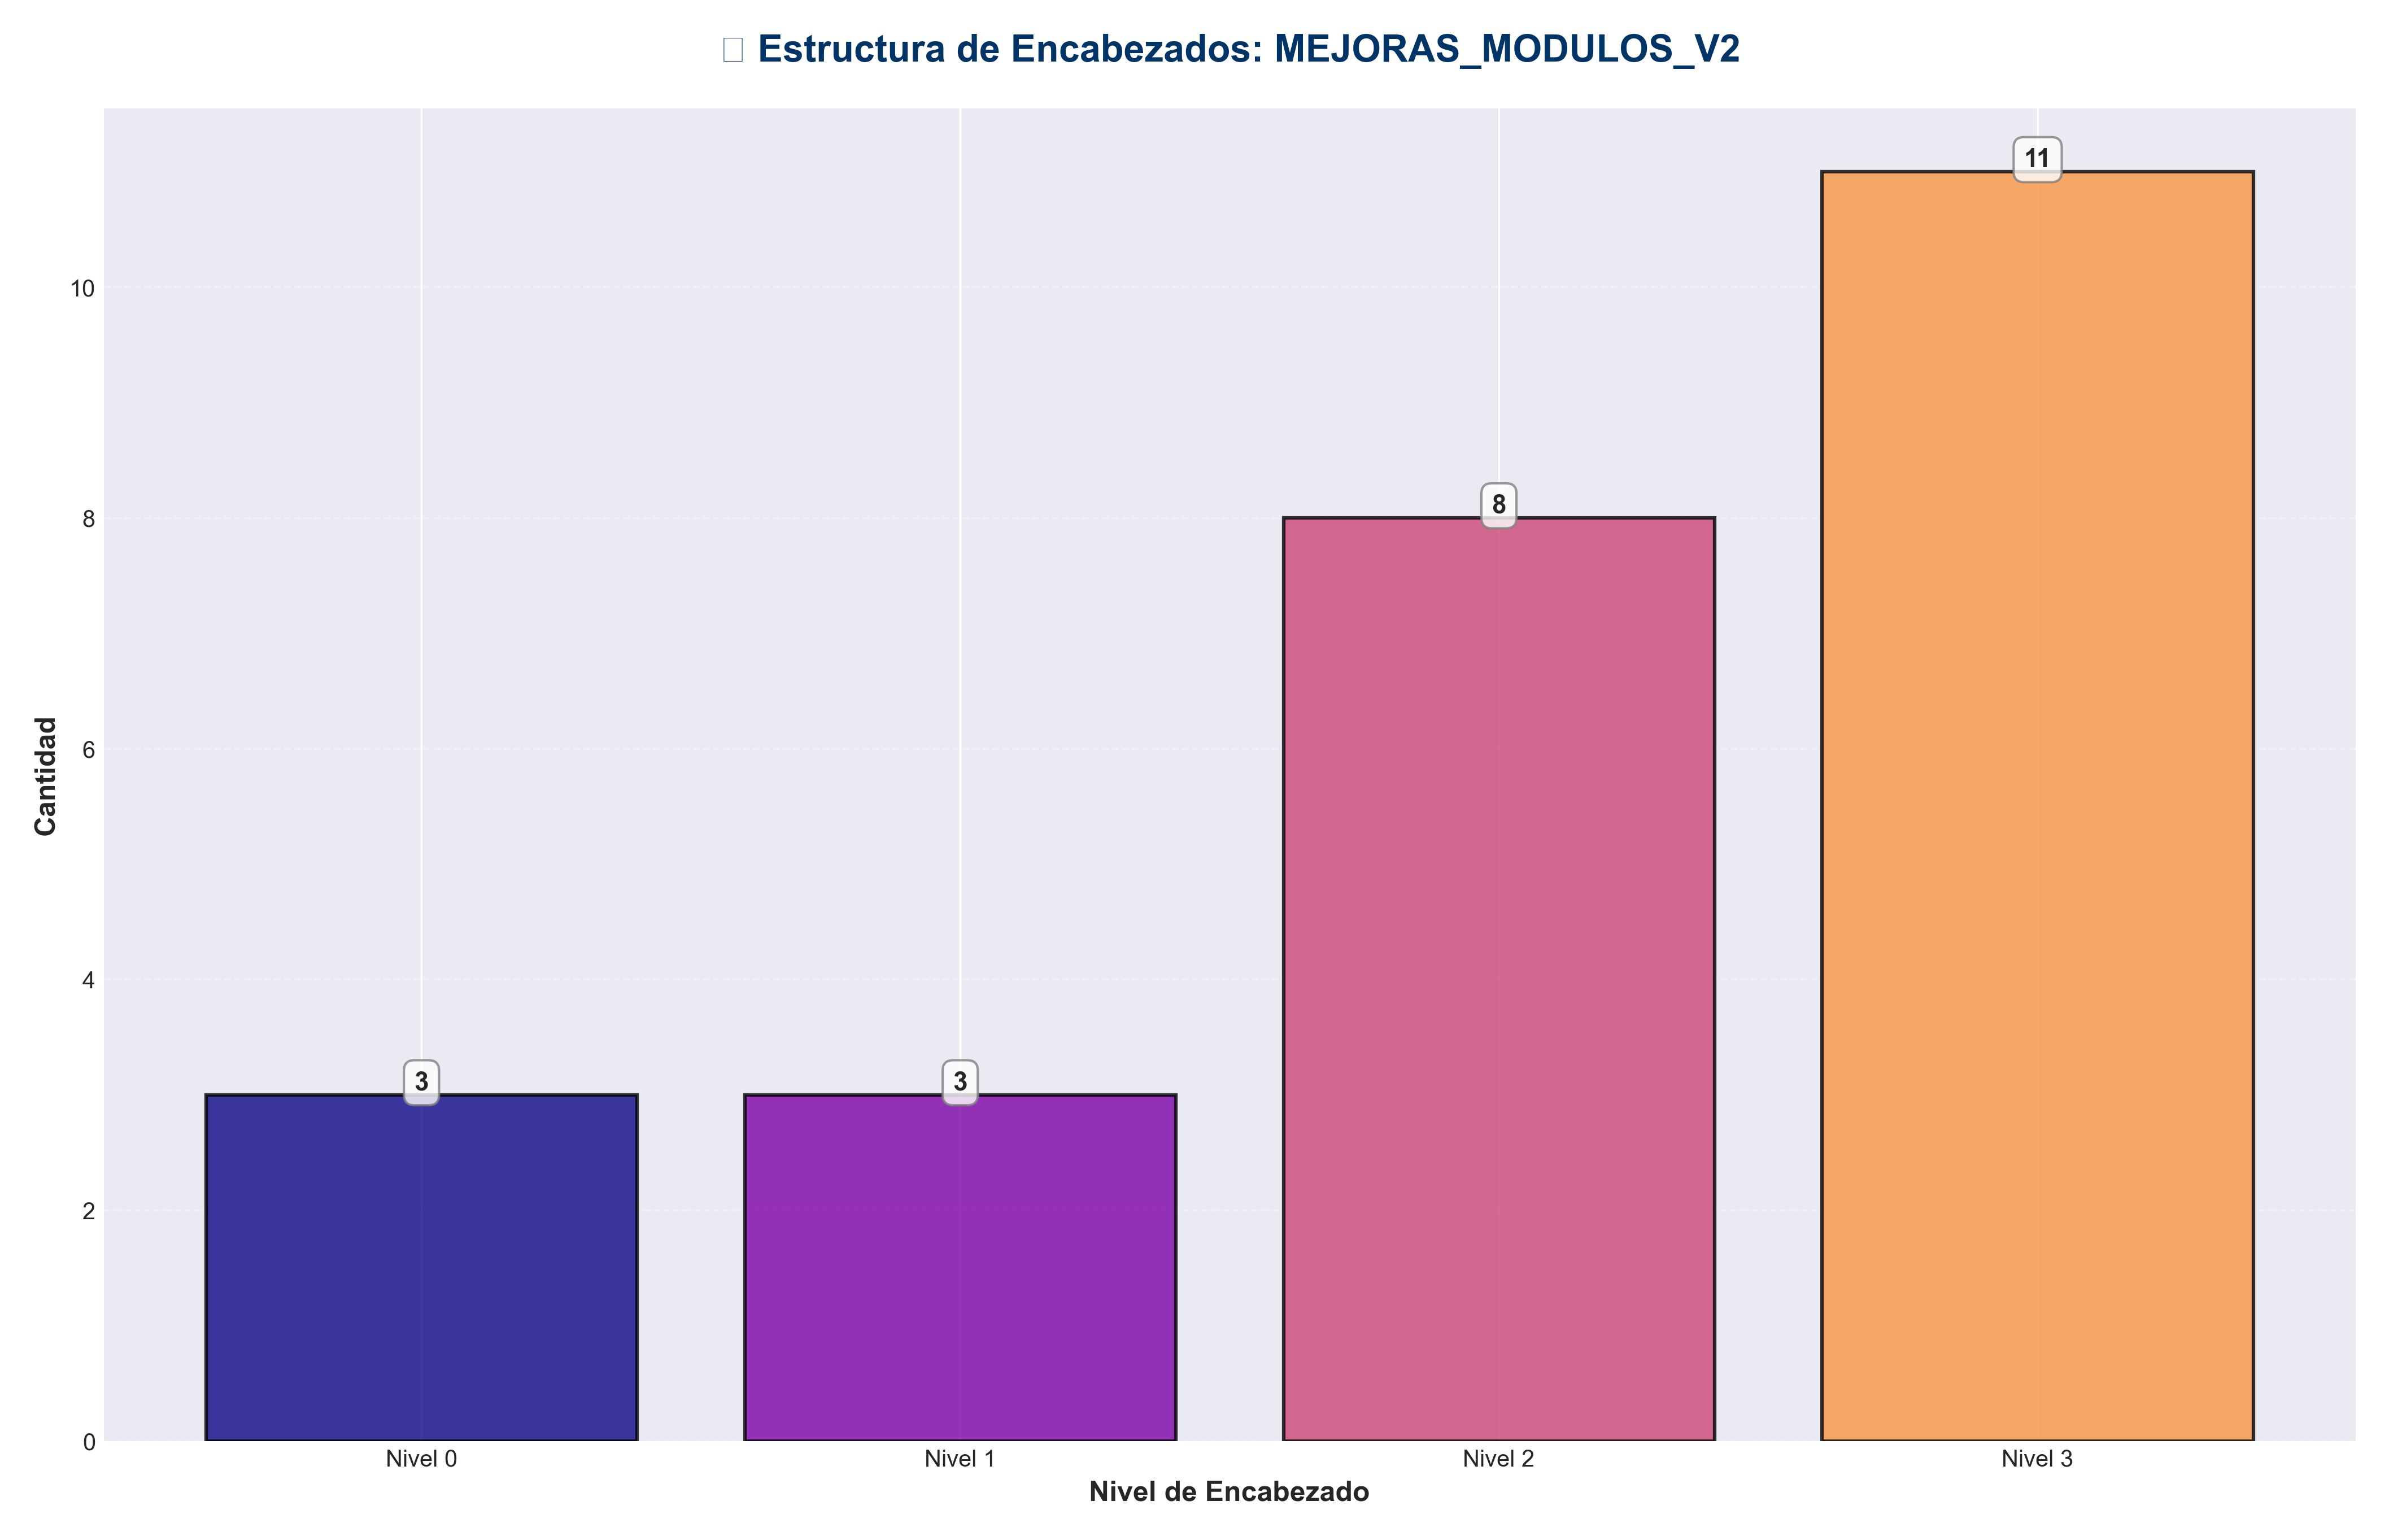 Estructura de Encabezados: MEJORAS_MODULOS_V2
Cantidad
10
8
6
4
2
0
3
3
8
11
Nivel 0
Nivel 1
Nivel 2
Nivel 3
Nivel de Encabezado